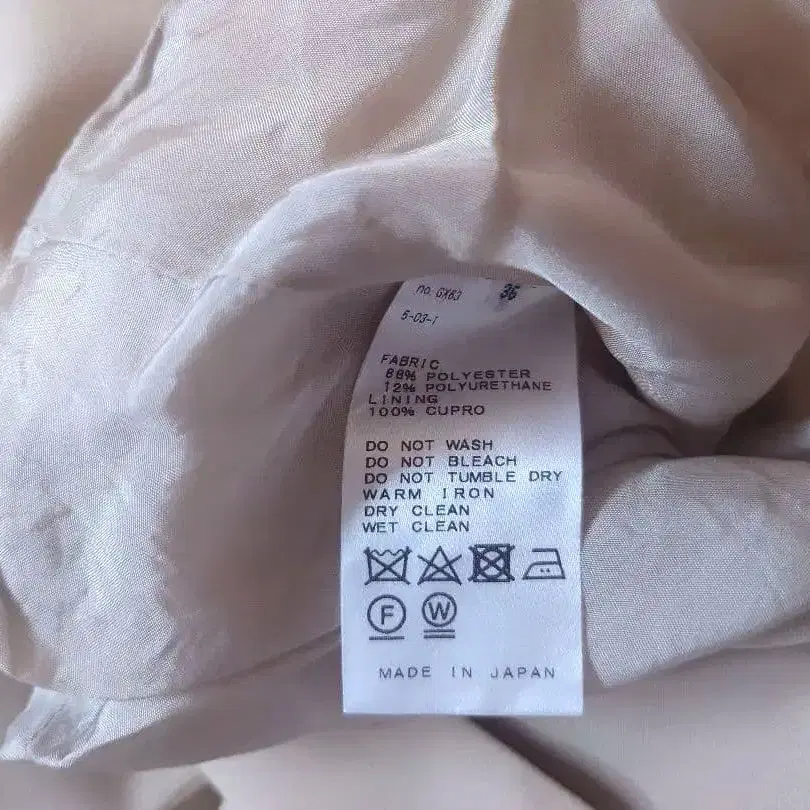 no. GX63 36
5-03-1
FABRIC
88% POLYESTER
12% POLYURETHANE
LINING
100% CUPRO
DO NOT WASH
DO NOT BLEACH
DO NOT TUMBLE DRY
WARM IRON
DRY CLEAN
WET CLEAN
F W
MADE IN JAPAN